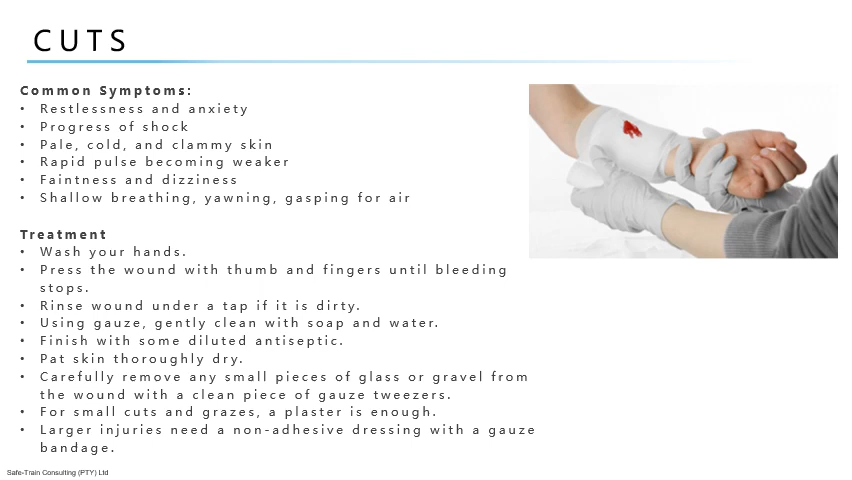 CUTS
Common Symptoms:
• Restlessness and anxiety
• Progress of shock
• Pale, cold, and clammy skin
• Rapid pulse becoming weaker
• Faintness and dizziness
• Shallow breathing, yawning, gasping for air
Treatment
• Wash your hands.
• Press the wound with thumb and fingers until bleeding
stops.
• Rinse wound under a tap if it is dirty.
• Using gauze, gently clean with soap and water.
• Finish with some diluted antiseptic.
• Pat skin thoroughly dry.
• Carefully remove any small pieces of glass or gravel from
the wound with a clean piece of gauze tweezers.
• For small cuts and grazes, a plaster is enough.
• Larger injuries need a non-adhesive dressing with a gauze
bandage.
Safe-Train Consulting (PTY) Ltd